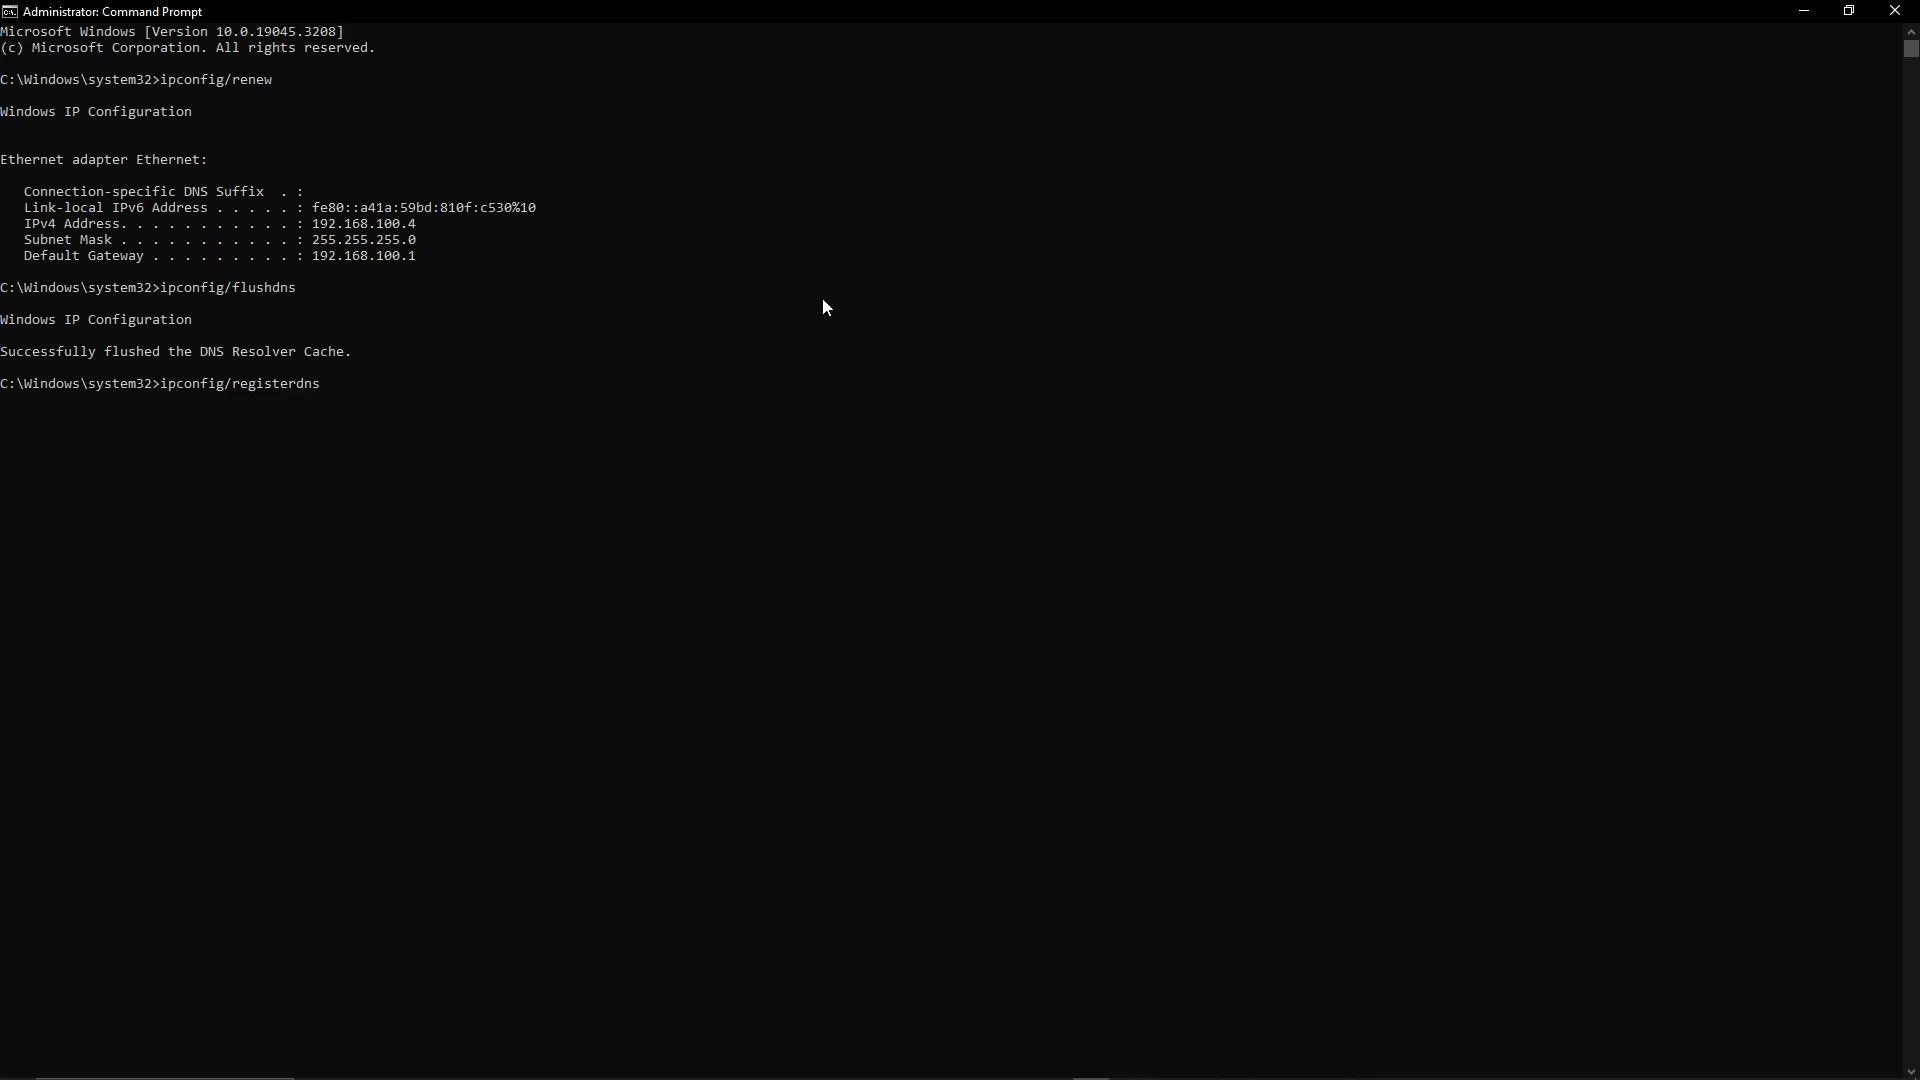 Administrator: Command Prompt
Microsoft Windows [Version 10.0.19045.3208]
(c) Microsoft Corporation. All rights reserved.
C:\Windows\system32>ipconfig/renew
Windows IP Configuration
Ethernet adapter Ethernet:
Connection-specific DNS Suffix  . :
Link-local IPv6 Address . . . . . : fe80::a41a:59bd:810f:c530%10
IPv4 Address. . . . . . . . . . . : 192.168.100.4
Subnet Mask . . . . . . . . . . . : 255.255.255.0
Default Gateway . . . . . . . . . : 192.168.100.1
C:\Windows\system32>ipconfig/flushdns
Windows IP Configuration
Successfully flushed the DNS Resolver Cache.
C:\Windows\system32>ipconfig/registerdns